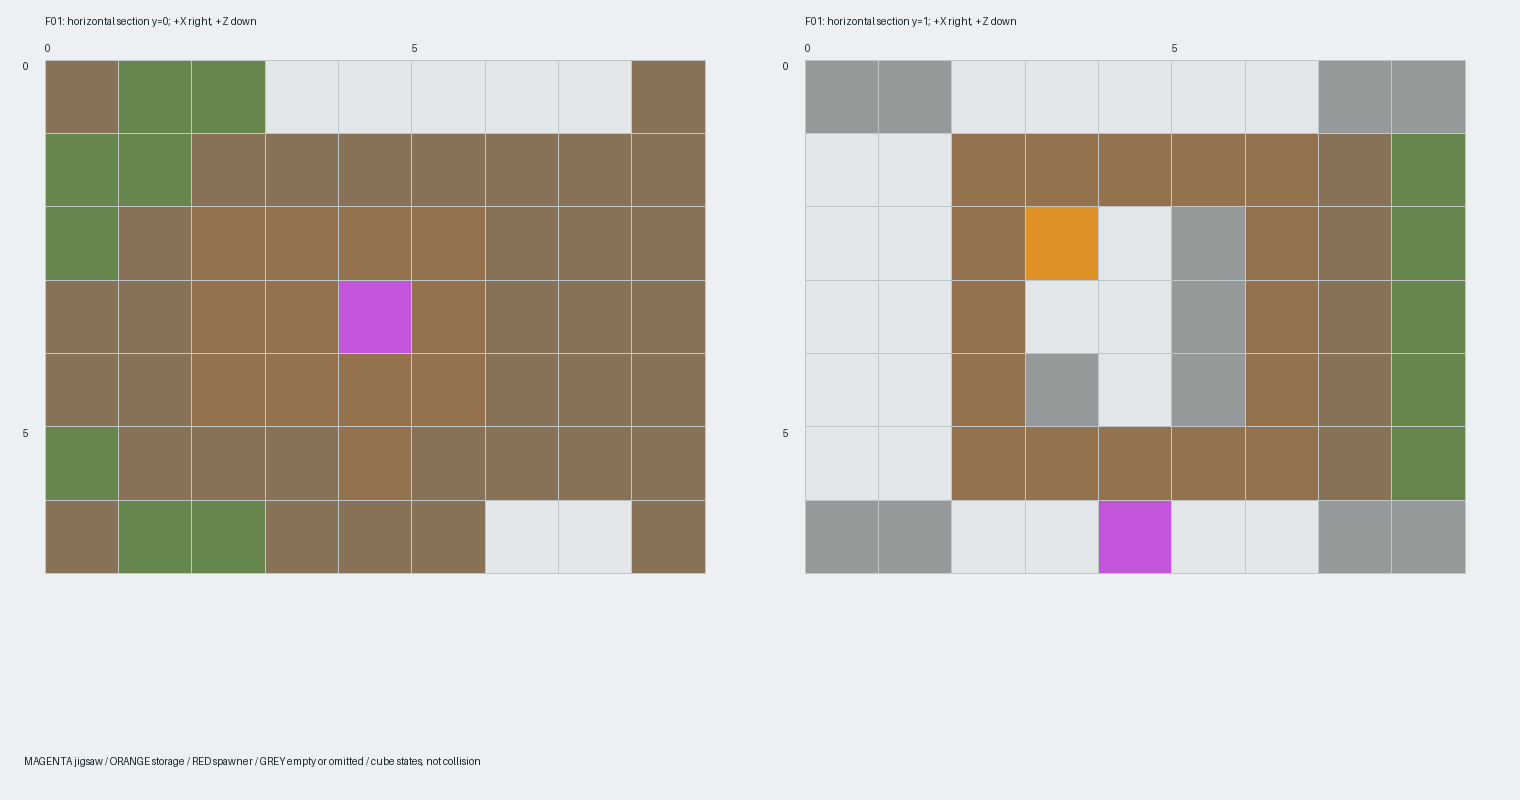 F01: horizontal section y=0; +X right, +Z down
F01: horizontal section y=1; +X right, +Z down
0 5
0 5
0
0
5
5
MAGENTA jigsaw / ORANGE storage / RED spawner / GREY empty or omitted / cube states, not collision